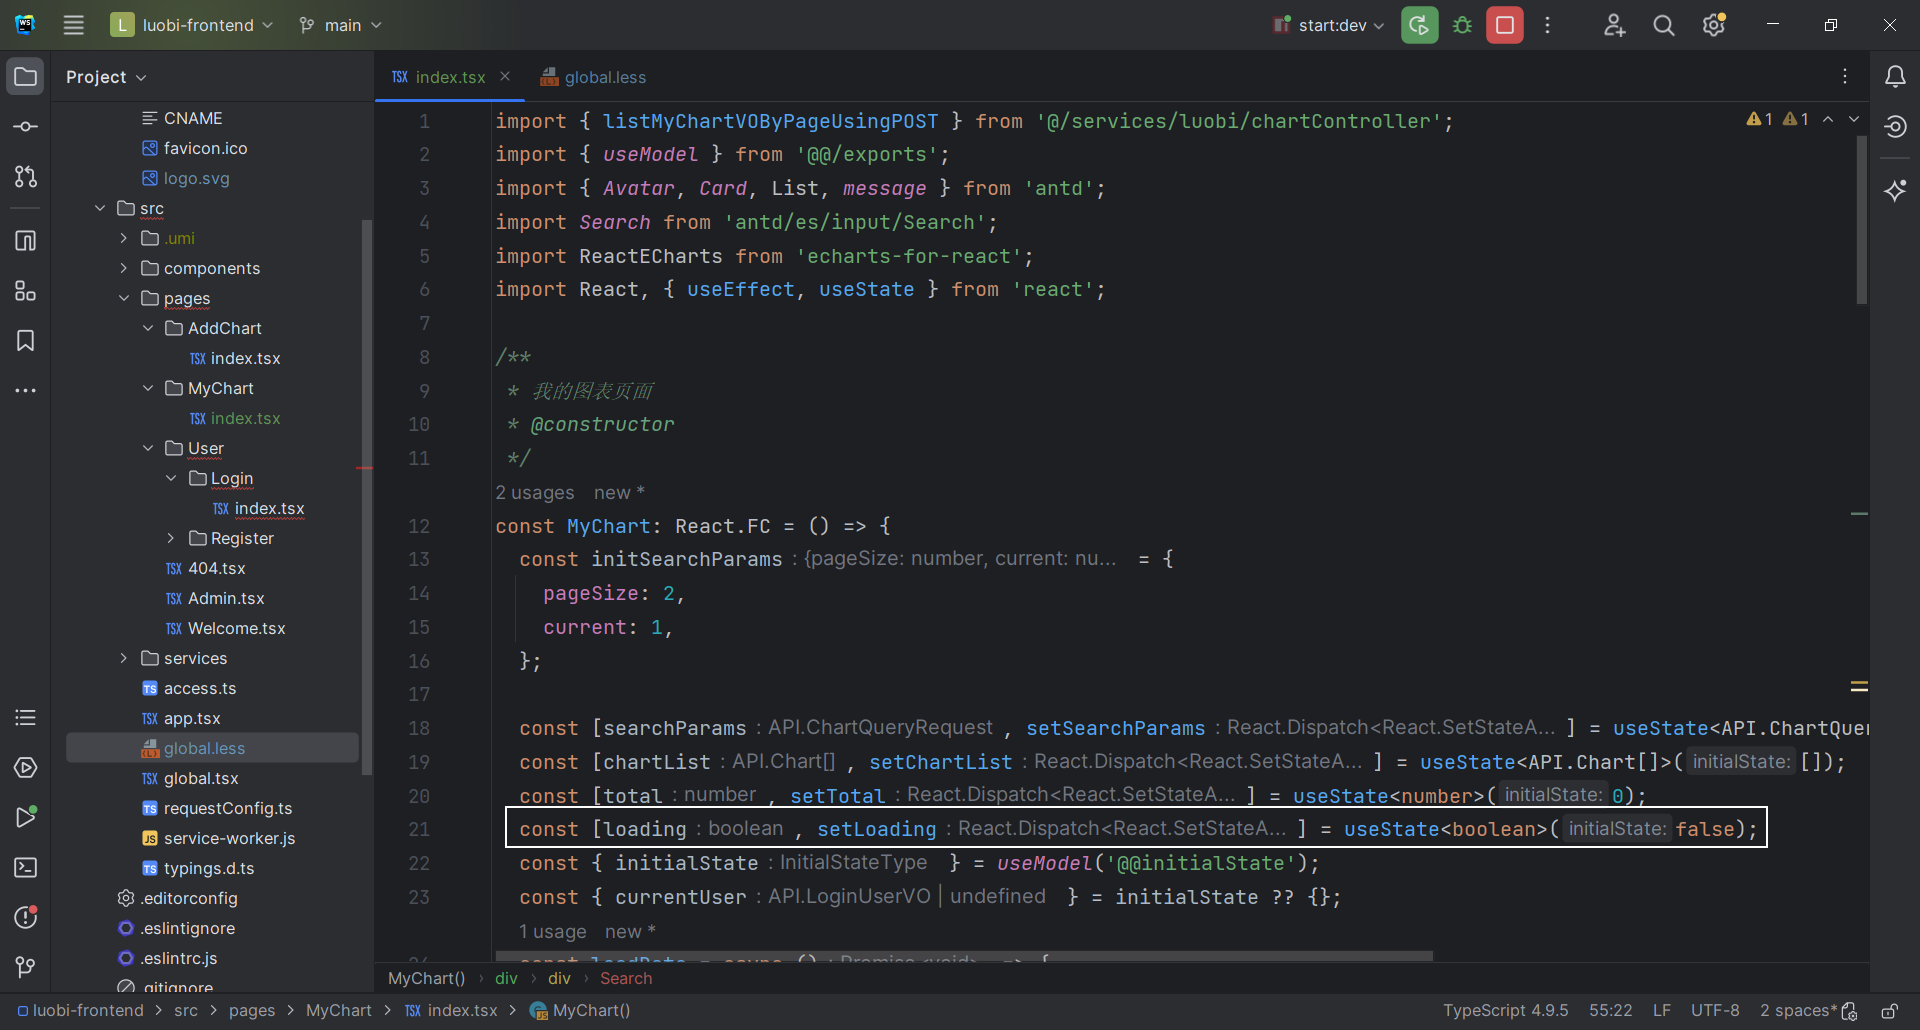 L luobi-frontend main start:dev
Project
index.tsx global.less
CNAME
favicon.ico
logo.svg
src
.umi
components
pages
AddChart
index.tsx
MyChart
index.tsx
User
Login
index.tsx
Register
404.tsx
Admin.tsx
Welcome.tsx
services
access.ts
app.tsx
global.less
global.tsx
requestConfig.ts
service-worker.js
typings.d.ts
.editorconfig
.eslintignore
.eslintrc.js
.gitignore
1 import { listMyChartVOByPageUsingPOST } from '@/services/luobi/chartController';
2 import { useModel } from '@@/exports';
3 import { Avatar, Card, List, message } from 'antd';
4 import Search from 'antd/es/input/Search';
5 import ReactECharts from 'echarts-for-react';
6 import React, { useEffect, useState } from 'react';
7
8 /**
9 * 我的图表页面
10 * @constructor
11 */
2 usages new *
12 const MyChart: React.FC = () => {
13 const initSearchParams : {pageSize: number, current: nu... = {
14 pageSize: 2,
15 current: 1,
16 };
17
18 const [searchParams : API.ChartQueryRequest , setSearchParams : React.Dispatch<React.SetStateA... ] = useState<API.ChartQuer
19 const [chartList : API.Chart[] , setChartList : React.Dispatch<React.SetStateA... ] = useState<API.Chart[]>( initialState: []);
20 const [total : number , setTotal : React.Dispatch<React.SetStateA... ] = useState<number>( initialState: 0);
21 const [loading : boolean , setLoading : React.Dispatch<React.SetStateA... ] = useState<boolean>( initialState: false);
22 const { initialState : InitialStateType } = useModel('@@initialState');
23 const { currentUser : API.LoginUserVO | undefined } = initialState ?? {};
1 usage new *
1 1
MyChart() div div Search
luobi-frontend src pages MyChart index.tsx MyChart() TypeScript 4.9.5 55:22 LF UTF-8 2 spaces*